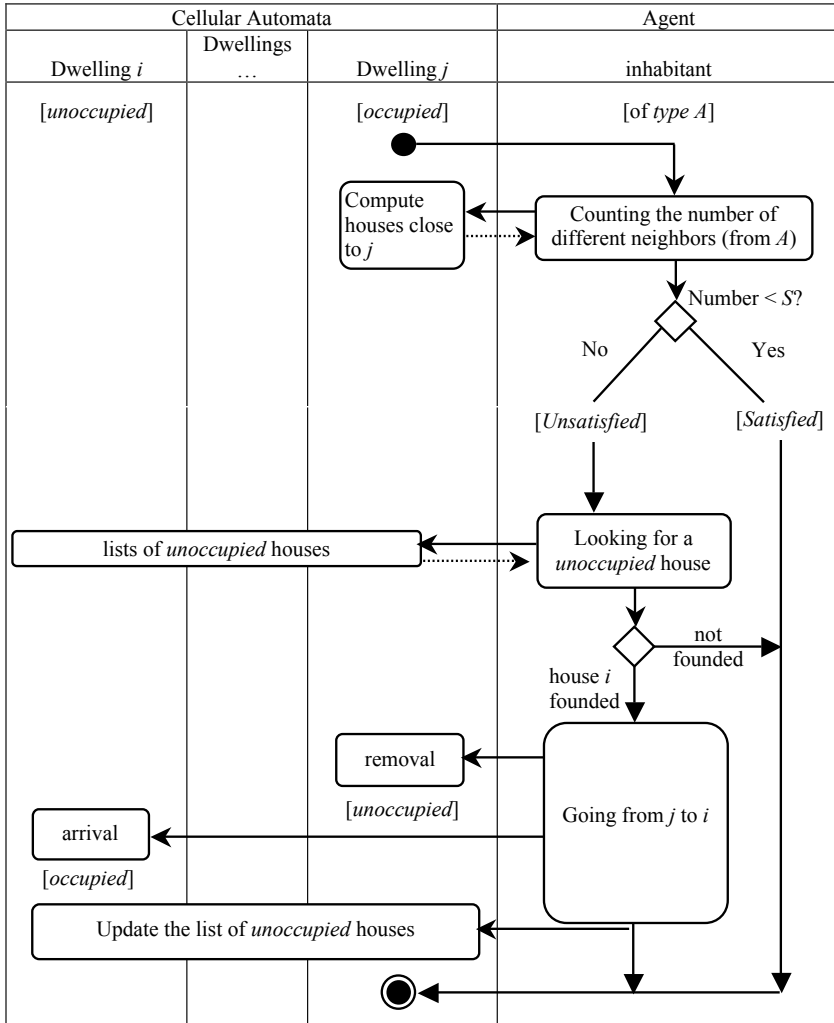 Cellular Automata
Agent
Dwellings
Dwelling i
…
Dwelling j
inhabitant
[unoccupied]
[occupied]
[of type A]
Compute
houses close
to j
Counting the number of
different neighbors (from A)
Number < S?
No
Yes
[Unsatisfied]
[Satisfied]
lists of unoccupied houses
Looking for a
unoccupied house
not
founded
house i
founded
removal
[unoccupied]
Going from j to i
arrival
[occupied]
Update the list of unoccupied houses